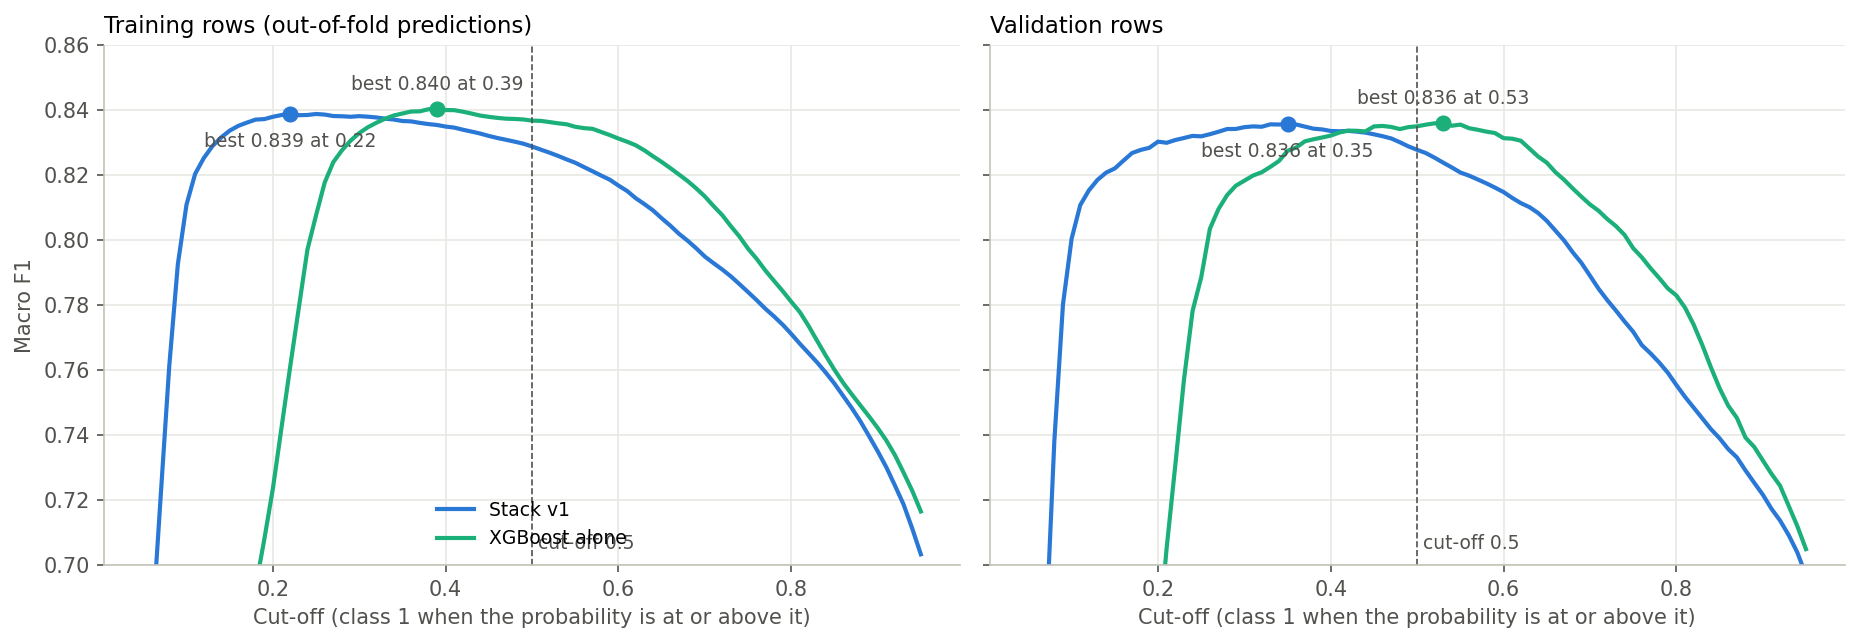 Training rows (out-of-fold predictions)
Validation rows
Macro F1
0.86
0.84
0.82
0.80
0.78
0.76
0.74
0.72
0.70
best 0.840 at 0.39
best 0.839 at 0.22
Stack v1
XGBoost alone
cut-off 0.5
0.2 0.4 0.6 0.8
Cut-off (class 1 when the probability is at or above it)
best 0.836 at 0.53
best 0.836 at 0.35
cut-off 0.5
0.2 0.4 0.6 0.8
Cut-off (class 1 when the probability is at or above it)